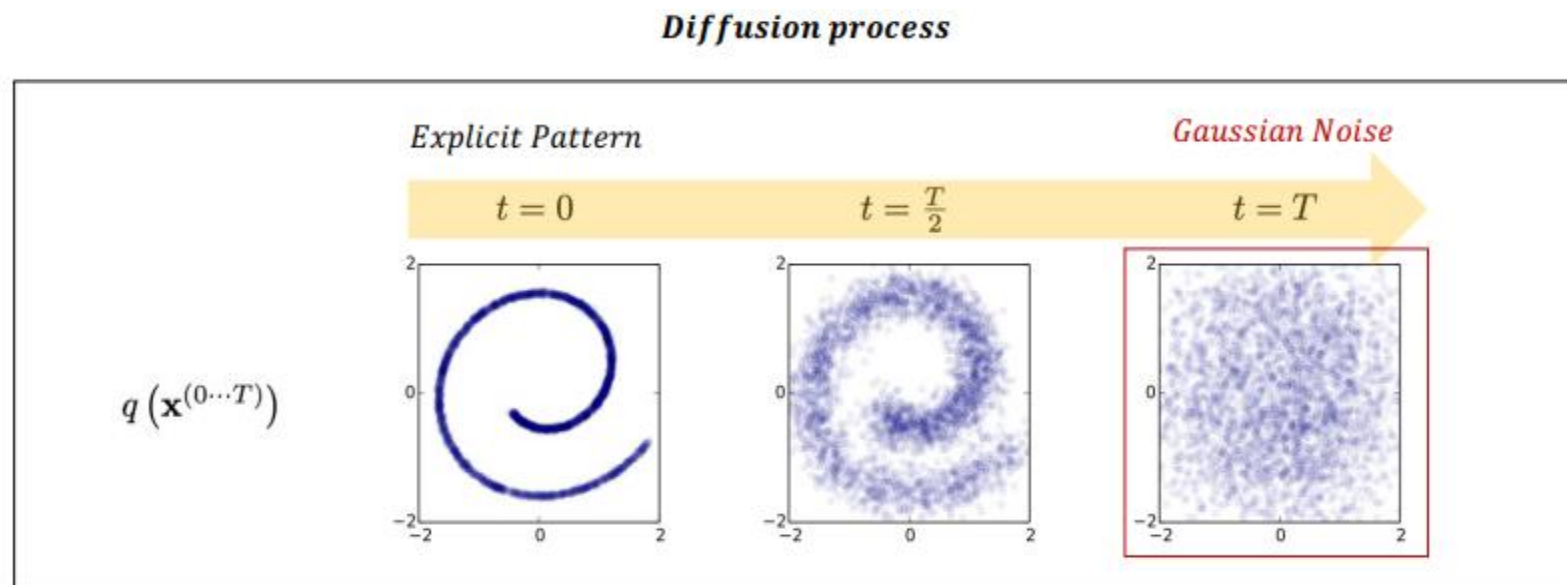 Diffusion process
Explicit Pattern
Gaussian Noise
t = 0
t = T/2
t = T
q (x^(0···T))
2
0
−2
−2 0 2
2
0
−2
−2 0 2
2
0
−2
−2 0 2